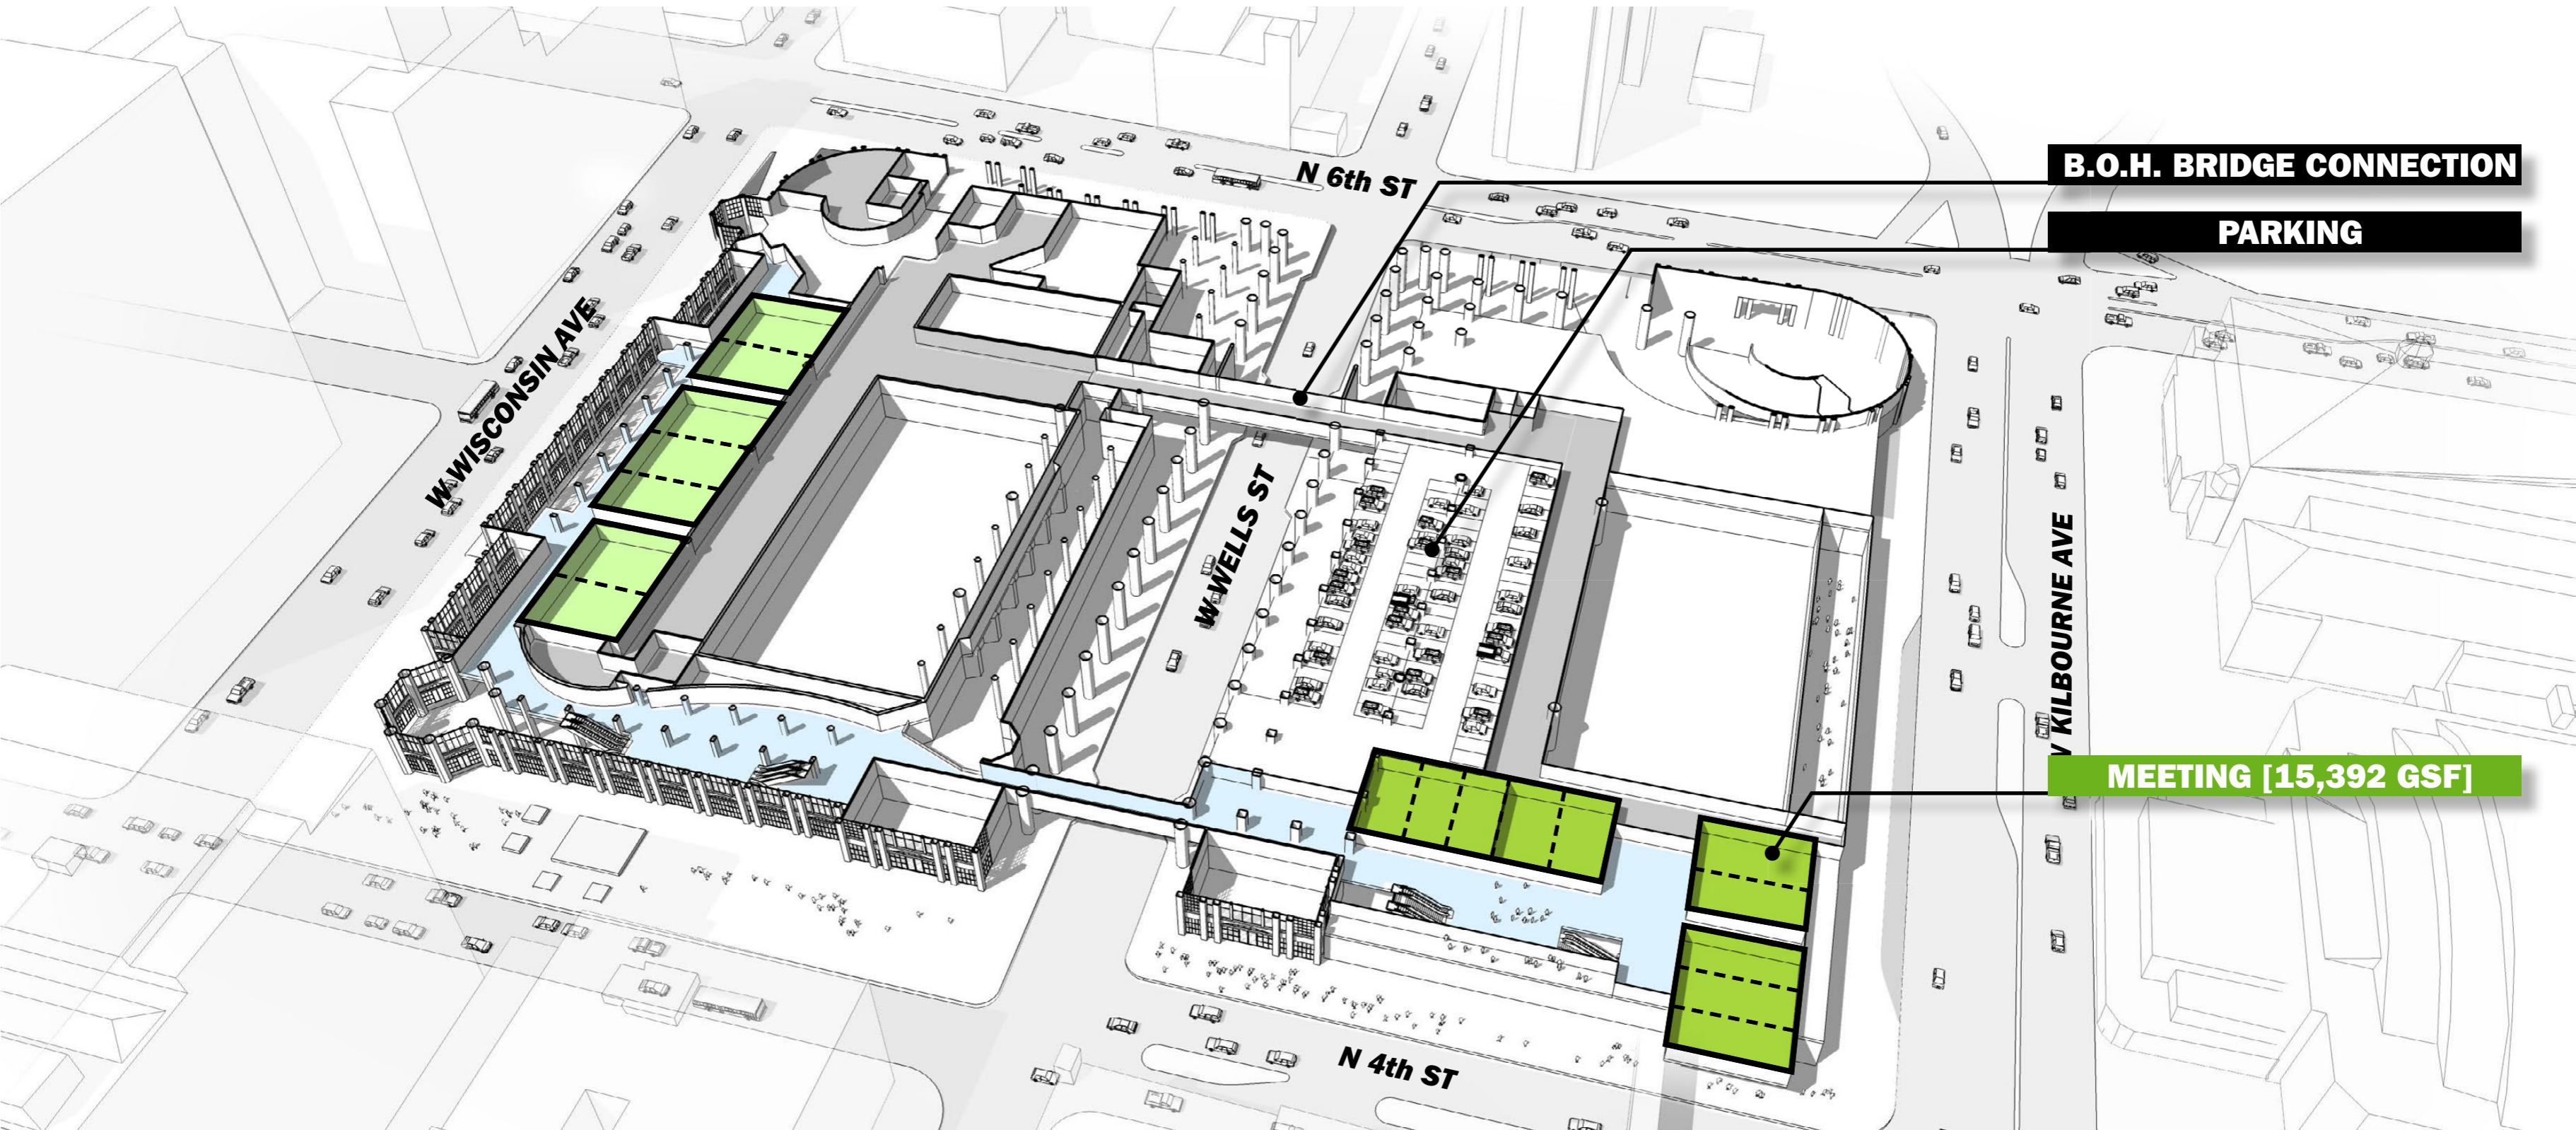 B.O.H. BRIDGE CONNECTION
N 6th ST
PARKING
W WISCONSIN AVE
W WELLS ST
KILBOURNE AVE
MEETING [15,392 GSF]
N 4th ST